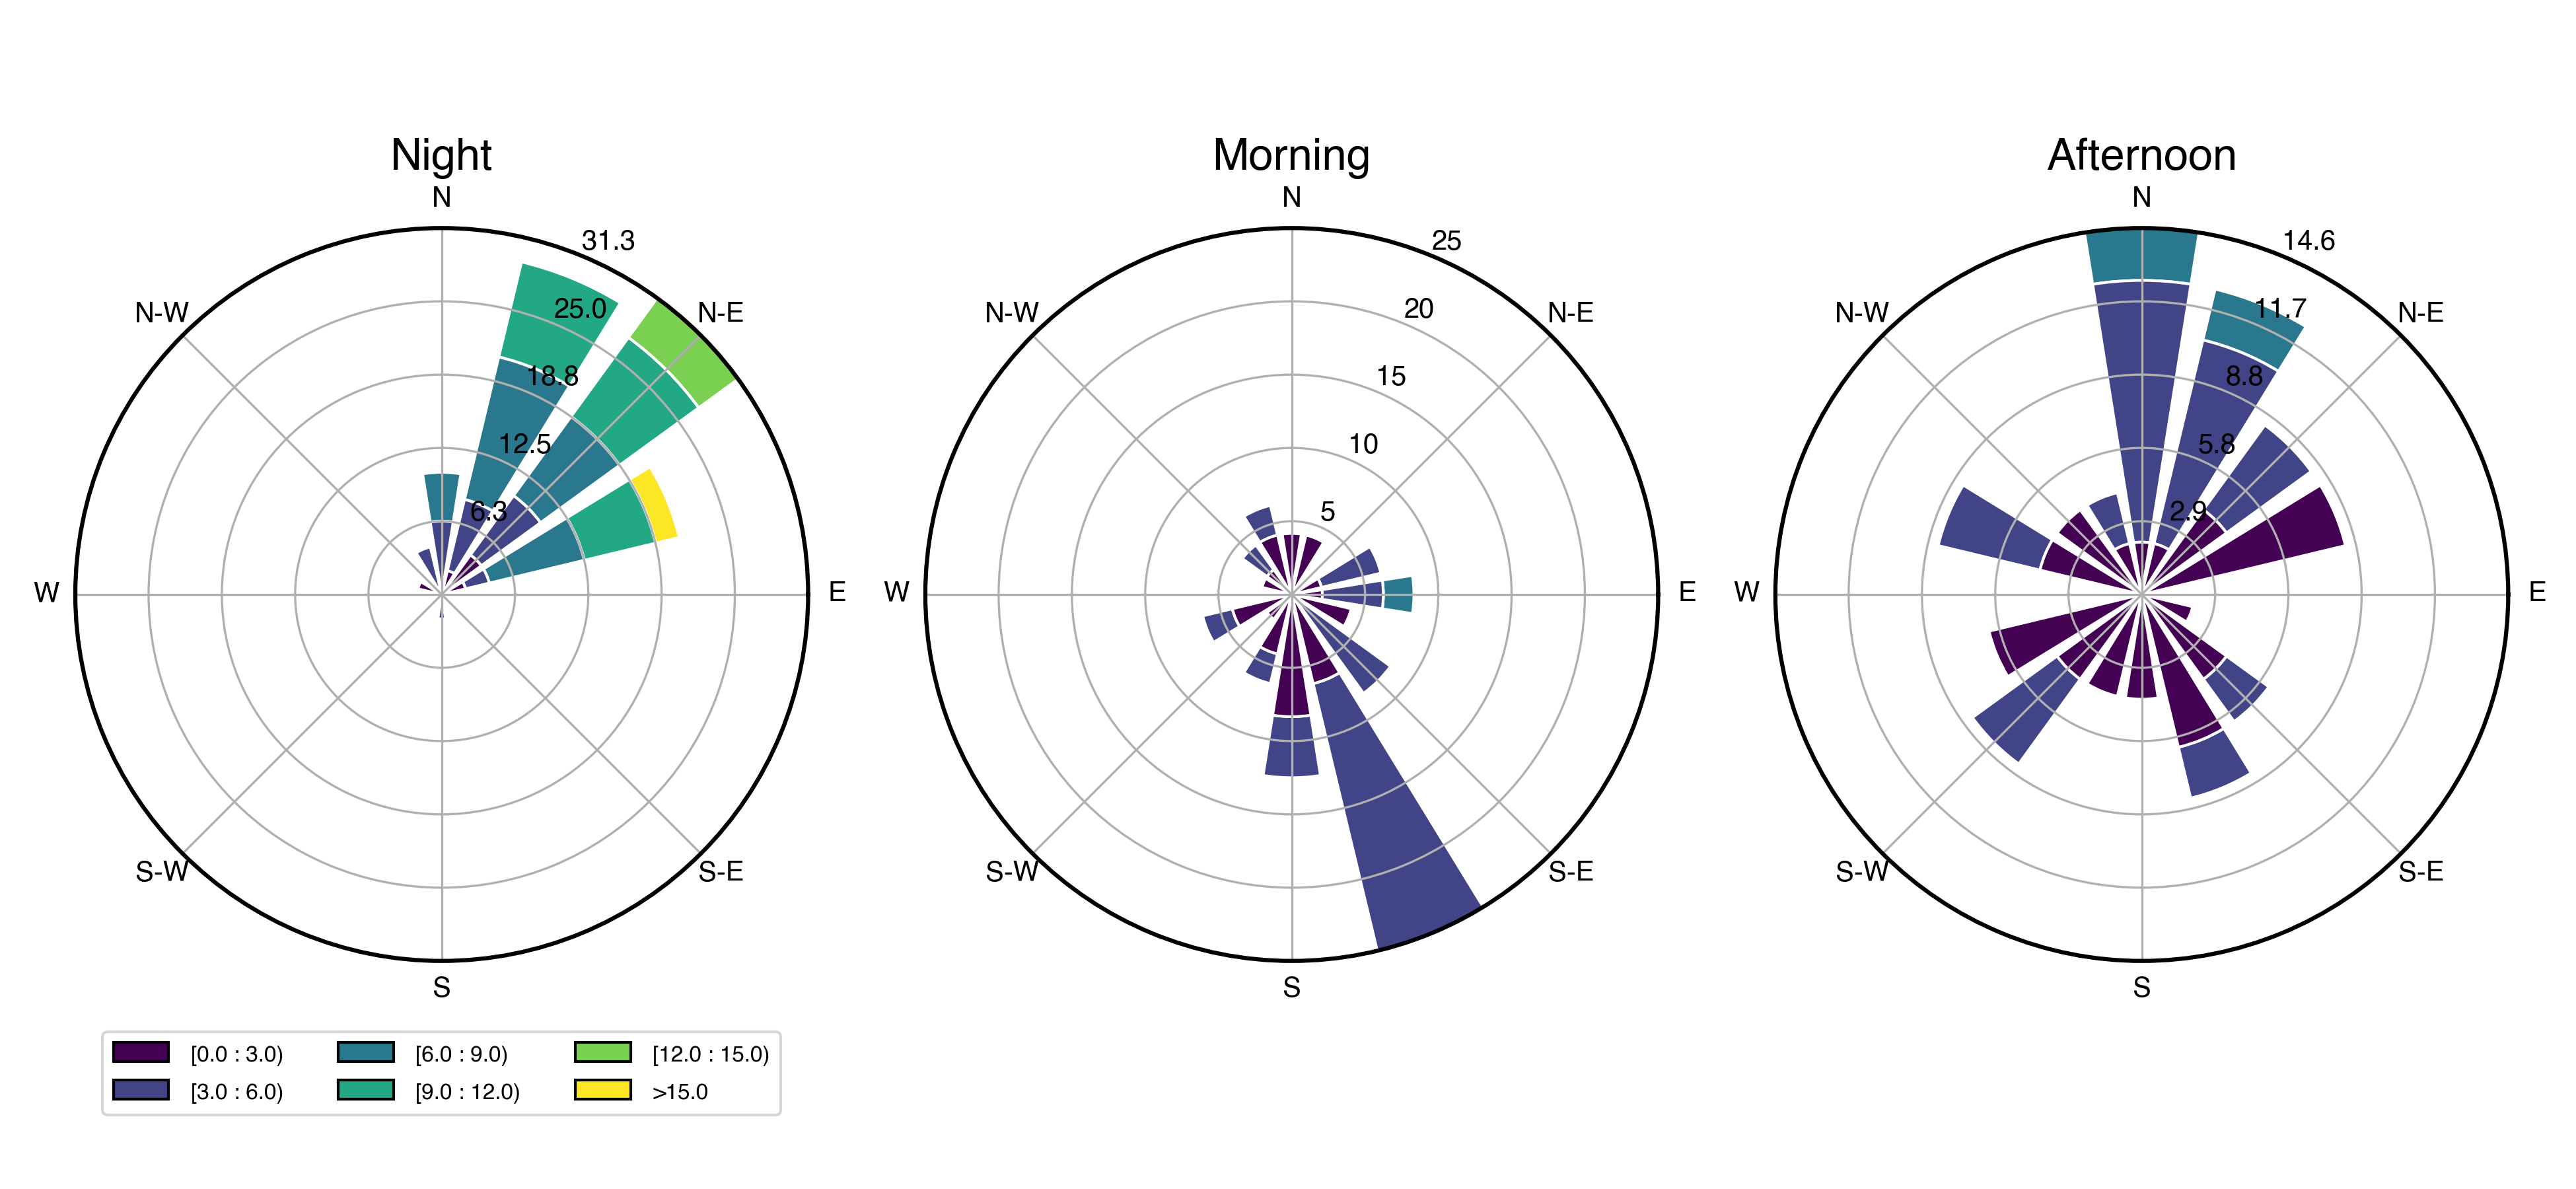 Night
N
31.3
N-W
25.0
N-E
18.8
12.5
6.3
W
E
S-W
S-E
S
Morning
N
25
N-W
20
N-E
15
10
5
W
E
S-W
S-E
S
Afternoon
N
14.6
N-W
11.7
N-E
8.8
5.8
2.9
W
E
S-W
S-E
S
[0.0 : 3.0)
[6.0 : 9.0)
[12.0 : 15.0)
[3.0 : 6.0)
[9.0 : 12.0)
>15.0